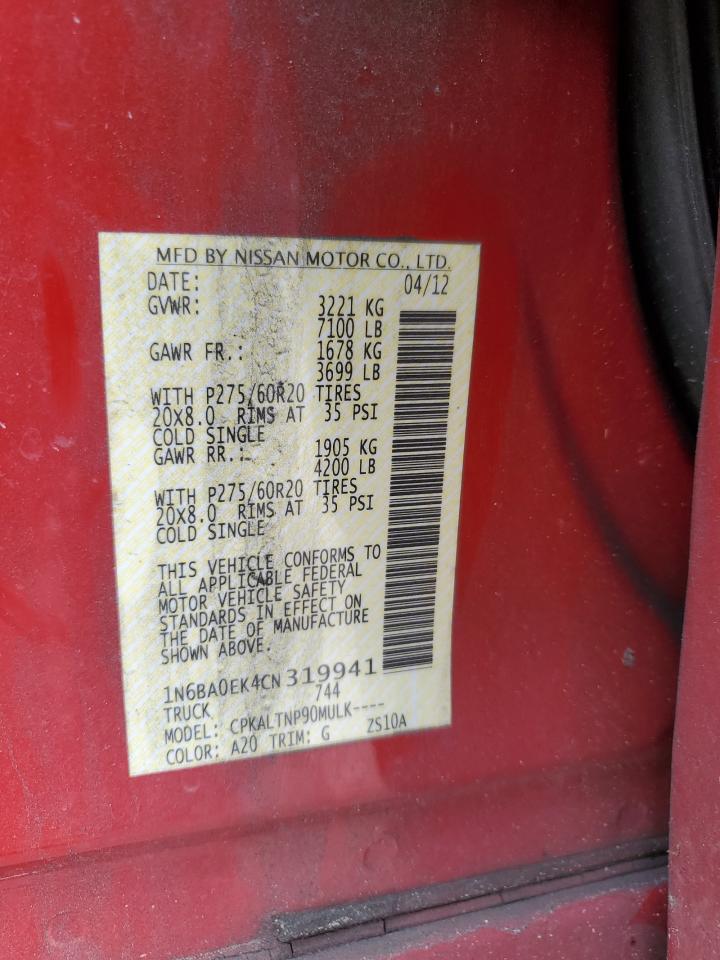 MFD BY NISSAN MOTOR CO., LTD.
DATE: 04/12
GVWR: 3221 KG
7100 LB
GAWR FR.: 1678 KG
3699 LB
WITH P275/60R20 TIRES
20X8.0 RIMS AT 35 PSI
COLD SINGLE
GAWR RR.: 1905 KG
4200 LB
WITH P275/60R20 TIRES
20X8.0 RIMS AT 35 PSI
COLD SINGLE
THIS VEHICLE CONFORMS TO
ALL APPLICABLE FEDERAL
MOTOR VEHICLE SAFETY
STANDARDS IN EFFECT ON
THE DATE OF MANUFACTURE
SHOWN ABOVE.
1N6BA0EK4CN319941
TRUCK 744
MODEL: CPKALTNP90MULK----
COLOR: A20 TRIM: G ZS10A